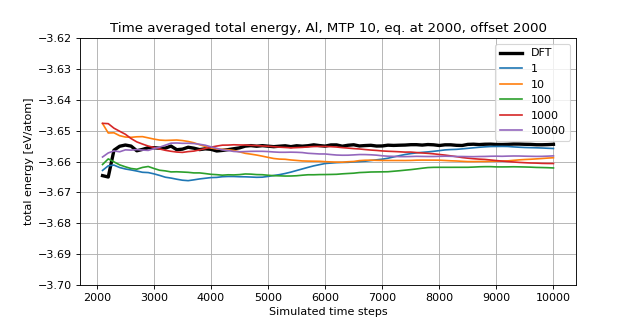 Time averaged total energy, Al, MTP 10, eq. at 2000, offset 2000
total energy [eV/atom]
−3.62
−3.63
−3.64
−3.65
−3.66
−3.67
−3.68
−3.69
−3.70
DFT
1
10
100
1000
10000
2000 3000 4000 5000 6000 7000 8000 9000 10000
Simulated time steps